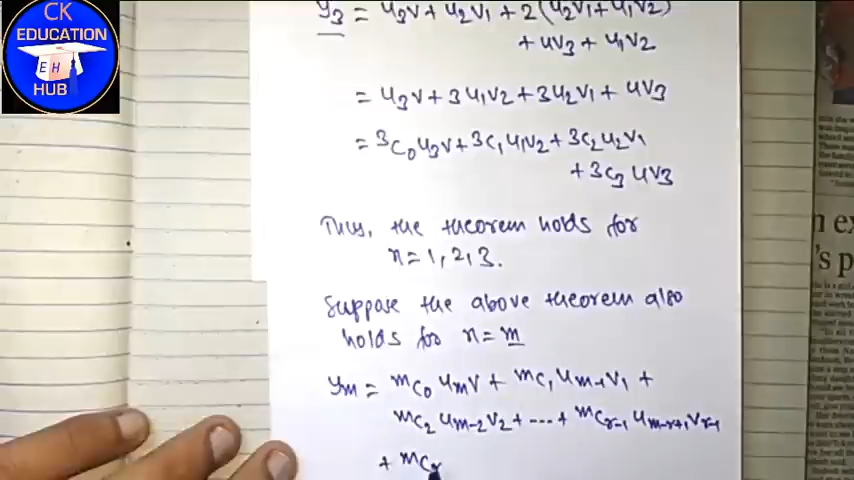 CK
EDUCATION
EH
HUB
y₃ = u₃v + u₂v₁ + 2(u₂v₁ + u₁v₂)
+ uv₃ + u₁v₂
= u₃v + 3u₁v₂ + 3u₂v₁ + uv₃
= 3c₀u₃v + 3c₁u₁v₂ + 3c₂u₂v₁
+ 3c₃uv₃
Thus, the theorem holds for
n = 1, 2, 3.
Suppose the above theorem also
holds for n = m
yₘ = mc₀uₘv + mc₁uₘ₋₁v₁ +
mc₂uₘ₋₂v₂ + --- + mcᵣ₋₁uₘ₋ᵣ₊₁vᵣ₋₁
+ mcᵣ